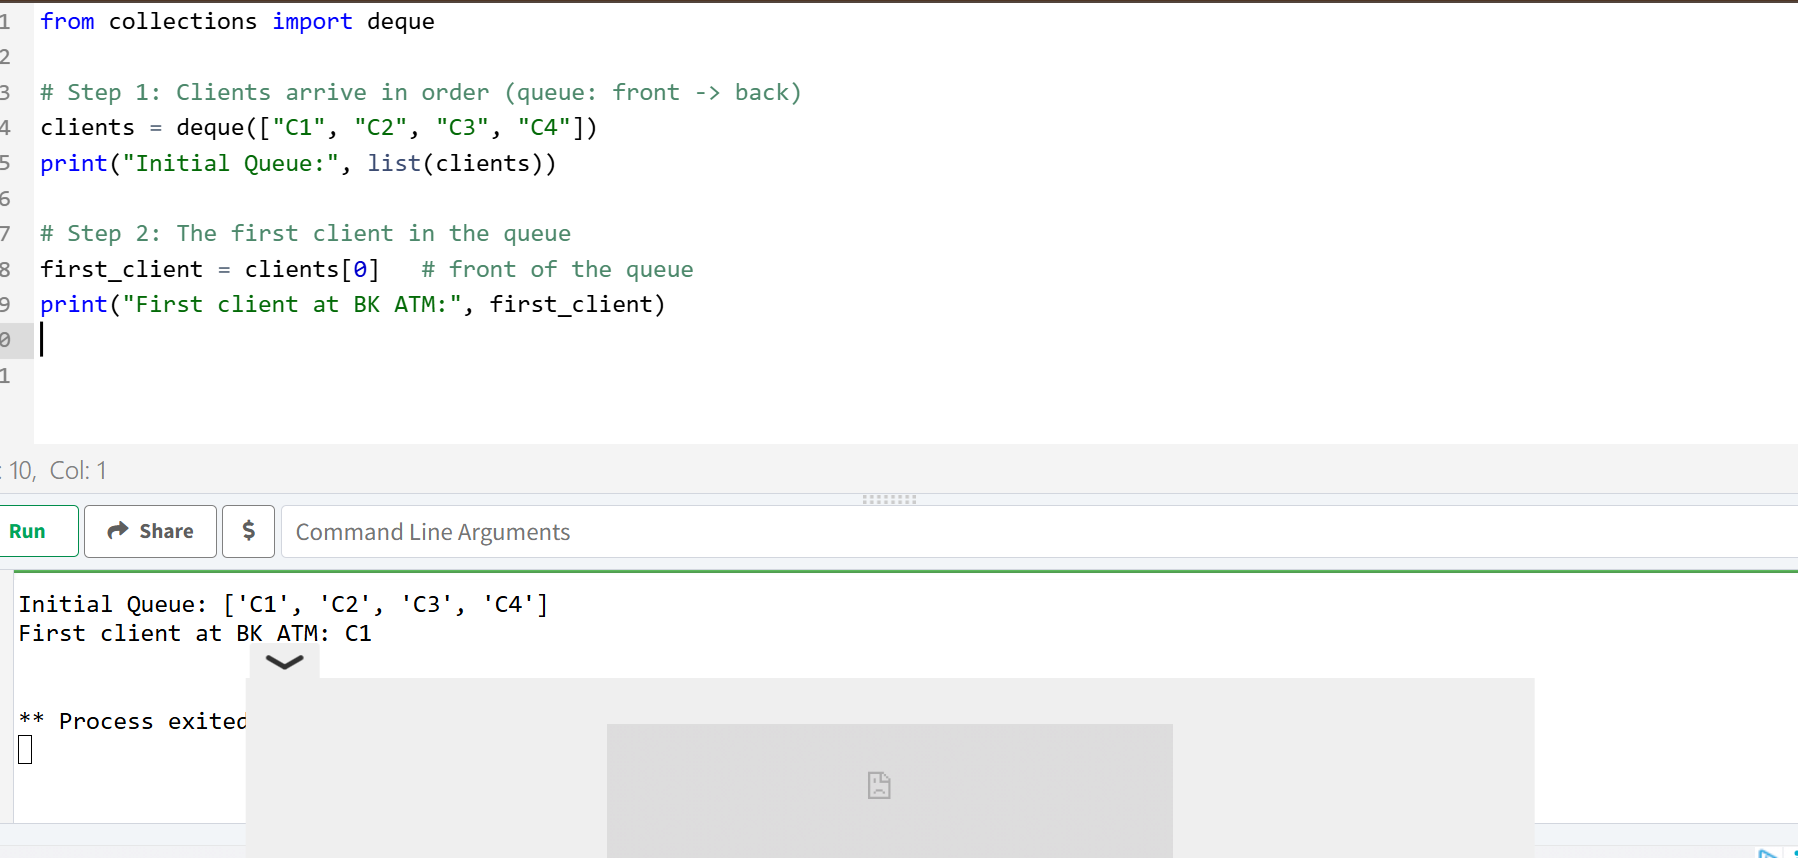 1 from collections import deque
2
3 # Step 1: Clients arrive in order (queue: front -> back)
4 clients = deque(["C1", "C2", "C3", "C4"])
5 print("Initial Queue:", list(clients))
6
7 # Step 2: The first client in the queue
8 first_client = clients[0]   # front of the queue
9 print("First client at BK ATM:", first_client)
0
1
: 10, Col: 1
Run Share $ Command Line Arguments
Initial Queue: ['C1', 'C2', 'C3', 'C4']
First client at BK ATM: C1
** Process exited